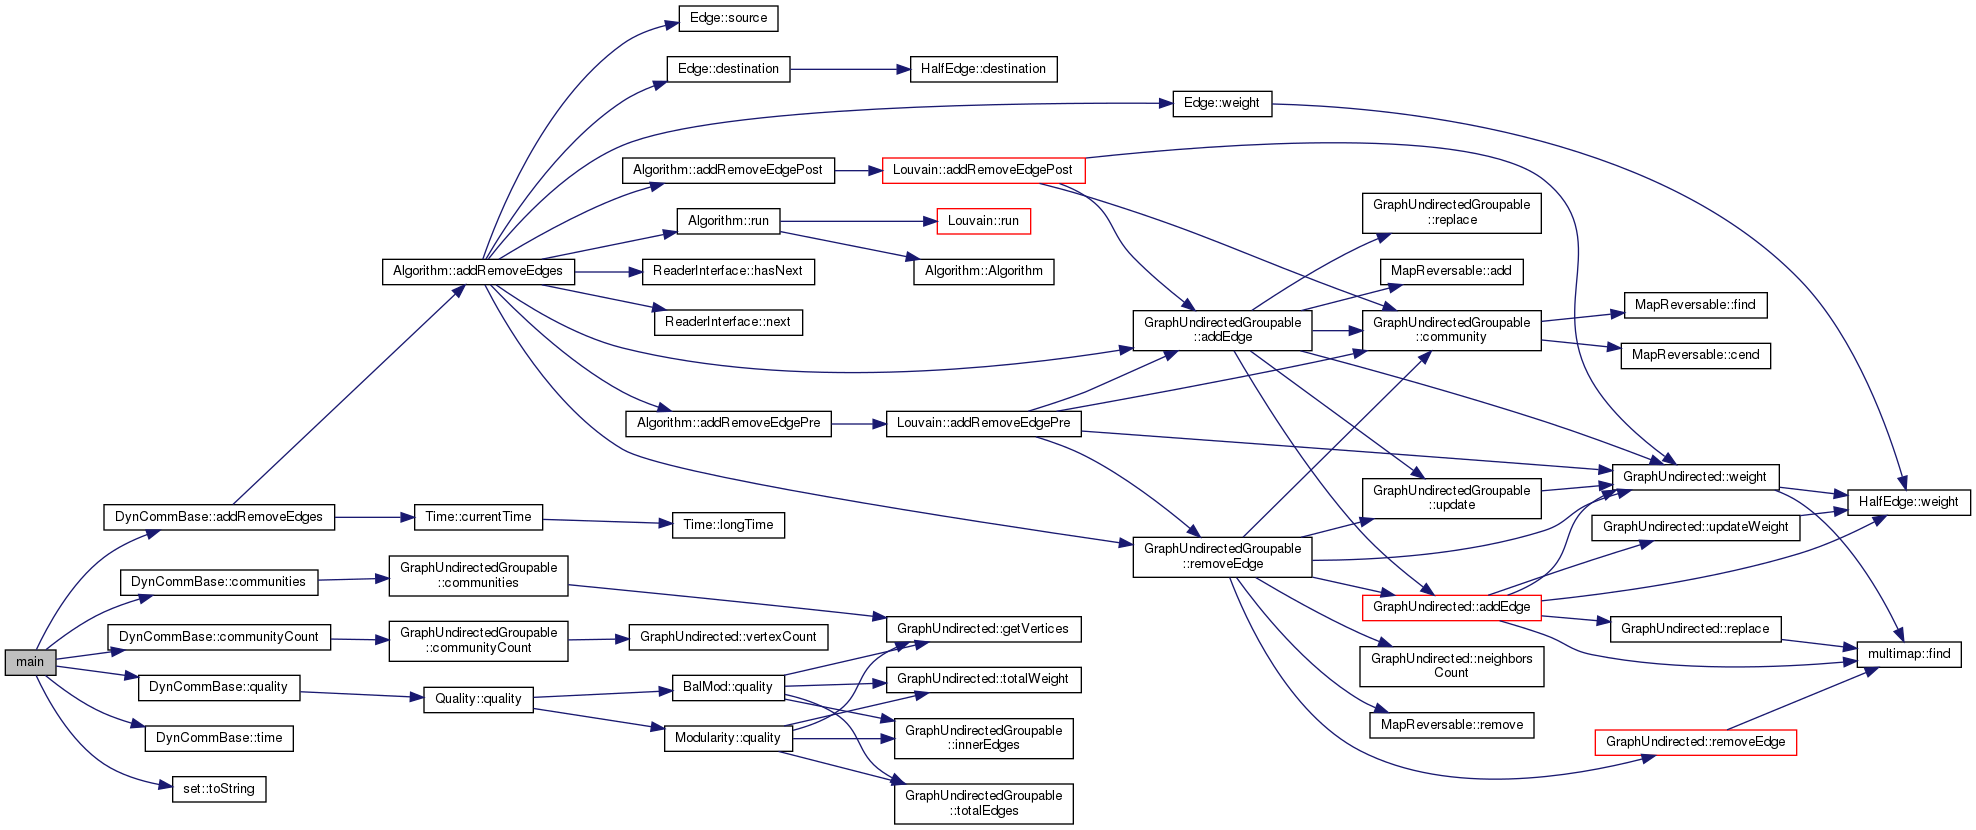 Edge::source
Edge::destination
HalfEdge::destination
Edge::weight
Algorithm::addRemoveEdgePost
Louvain::addRemoveEdgePost
GraphUndirectedGroupable
::replace
Algorithm::run
Louvain::run
Algorithm::addRemoveEdges
ReaderInterface::hasNext
Algorithm::Algorithm
MapReversable::add
ReaderInterface::next
GraphUndirectedGroupable
::addEdge
GraphUndirectedGroupable
::community
MapReversable::find
MapReversable::cend
Algorithm::addRemoveEdgePre
Louvain::addRemoveEdgePre
GraphUndirected::weight
GraphUndirectedGroupable
::update
HalfEdge::weight
DynCommBase::addRemoveEdges
Time::currentTime
Time::longTime
GraphUndirected::updateWeight
GraphUndirectedGroupable
::removeEdge
DynCommBase::communities
GraphUndirectedGroupable
::communities
GraphUndirected::addEdge
DynCommBase::communityCount
GraphUndirectedGroupable
::communityCount
GraphUndirected::vertexCount
GraphUndirected::getVertices
GraphUndirected::replace
multimap::find
main
GraphUndirected::neighbors
Count
DynCommBase::quality
Quality::quality
BalMod::quality
GraphUndirected::totalWeight
MapReversable::remove
DynCommBase::time
Modularity::quality
GraphUndirectedGroupable
::innerEdges
GraphUndirected::removeEdge
set::toString
GraphUndirectedGroupable
::totalEdges